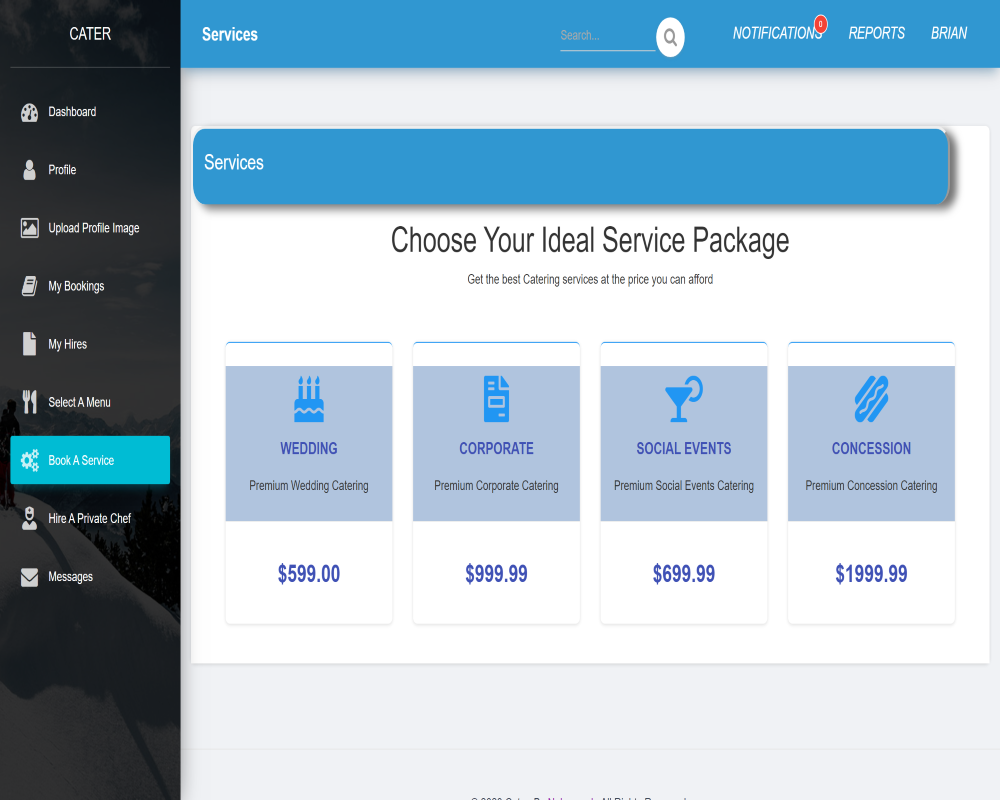 CATER
Services
Search...
NOTIFICATIONS
0
REPORTS
BRIAN
Dashboard
Profile
Upload Profile Image
My Bookings
My Hires
Select A Menu
Book A Service
Hire A Private Chef
Messages
Services
Choose Your Ideal Service Package
Get the best Catering services at the price you can afford
WEDDING
Premium Wedding Catering
$599.00
CORPORATE
Premium Corporate Catering
$999.99
SOCIAL EVENTS
Premium Social Events Catering
$699.99
CONCESSION
Premium Concession Catering
$1999.99